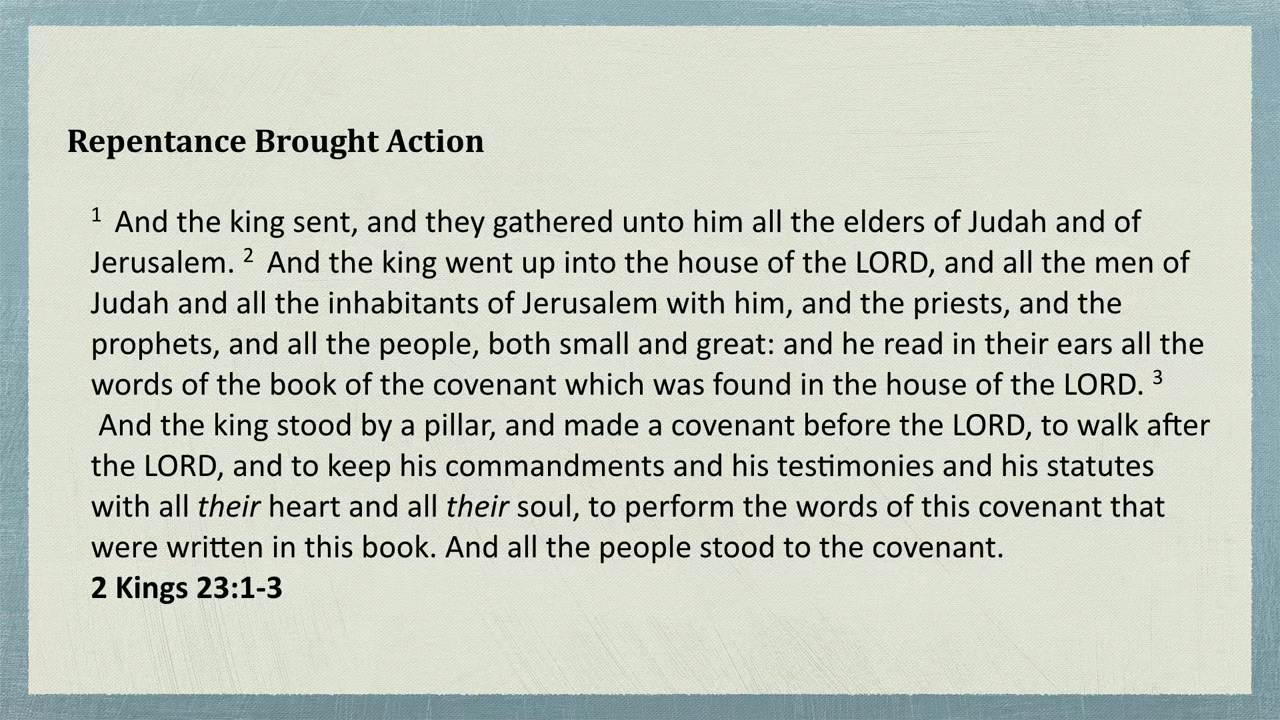 Repentance Brought Action
1 And the king sent, and they gathered unto him all the elders of Judah and of
Jerusalem. 2 And the king went up into the house of the LORD, and all the men of
Judah and all the inhabitants of Jerusalem with him, and the priests, and the
prophets, and all the people, both small and great: and he read in their ears all the
words of the book of the covenant which was found in the house of the LORD. 3
And the king stood by a pillar, and made a covenant before the LORD, to walk after
the LORD, and to keep his commandments and his testimonies and his statutes
with all their heart and all their soul, to perform the words of this covenant that
were written in this book. And all the people stood to the covenant.
2 Kings 23:1-3